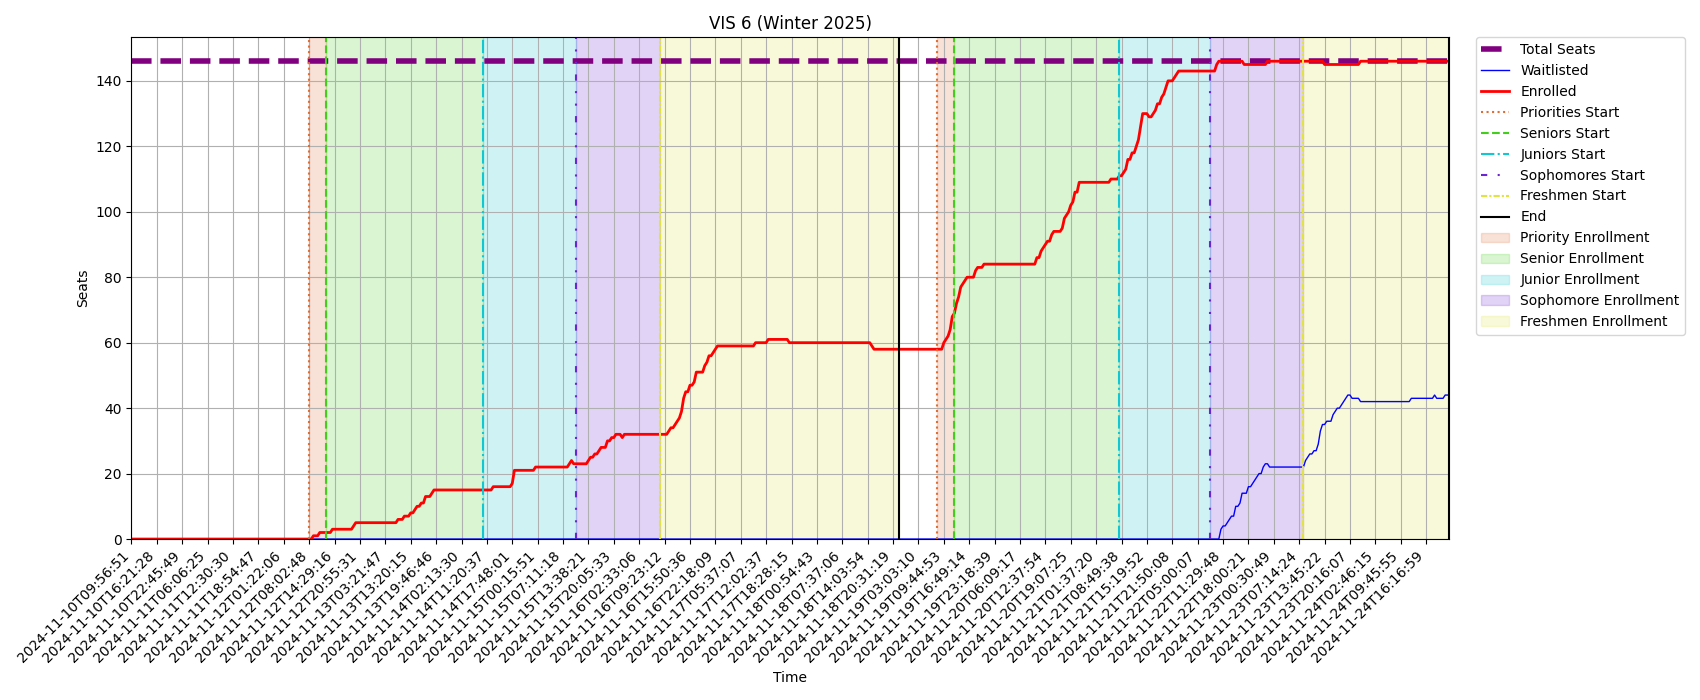 VIS 6 (Winter 2025)
Total Seats
Waitlisted
Enrolled
Priorities Start
Seniors Start
Juniors Start
Sophomores Start
Freshmen Start
End
Priority Enrollment
Senior Enrollment
Junior Enrollment
Sophomore Enrollment
Freshmen Enrollment
Seats
140
120
100
80
60
40
20
0
2024-11-10T09:56:51
2024-11-10T16:21:28
2024-11-10T22:45:49
2024-11-11T06:06:25
2024-11-11T12:30:30
2024-11-11T18:54:47
2024-11-12T01:22:06
2024-11-12T08:02:48
2024-11-12T14:29:16
2024-11-12T20:55:31
2024-11-13T03:21:47
2024-11-13T13:20:15
2024-11-13T19:46:46
2024-11-14T02:13:30
2024-11-14T11:20:37
2024-11-14T17:48:01
2024-11-15T00:15:51
2024-11-15T07:11:18
2024-11-15T13:38:21
2024-11-15T20:05:33
2024-11-16T02:33:06
2024-11-16T09:23:12
2024-11-16T15:50:36
2024-11-16T22:18:09
2024-11-17T05:37:07
2024-11-17T12:02:37
2024-11-17T18:28:15
2024-11-18T00:54:43
2024-11-18T07:37:06
2024-11-18T14:03:54
2024-11-18T20:31:19
2024-11-19T03:03:10
2024-11-19T09:44:53
2024-11-19T16:49:14
2024-11-19T23:18:39
2024-11-20T06:09:17
2024-11-20T12:37:54
2024-11-20T19:07:25
2024-11-21T01:37:20
2024-11-21T08:49:38
2024-11-21T15:19:52
2024-11-21T21:50:08
2024-11-22T05:00:07
2024-11-22T11:29:48
2024-11-22T18:00:21
2024-11-23T00:30:49
2024-11-23T07:14:24
2024-11-23T13:45:22
2024-11-23T20:16:07
2024-11-24T02:46:15
2024-11-24T09:45:55
2024-11-24T16:16:59
Time